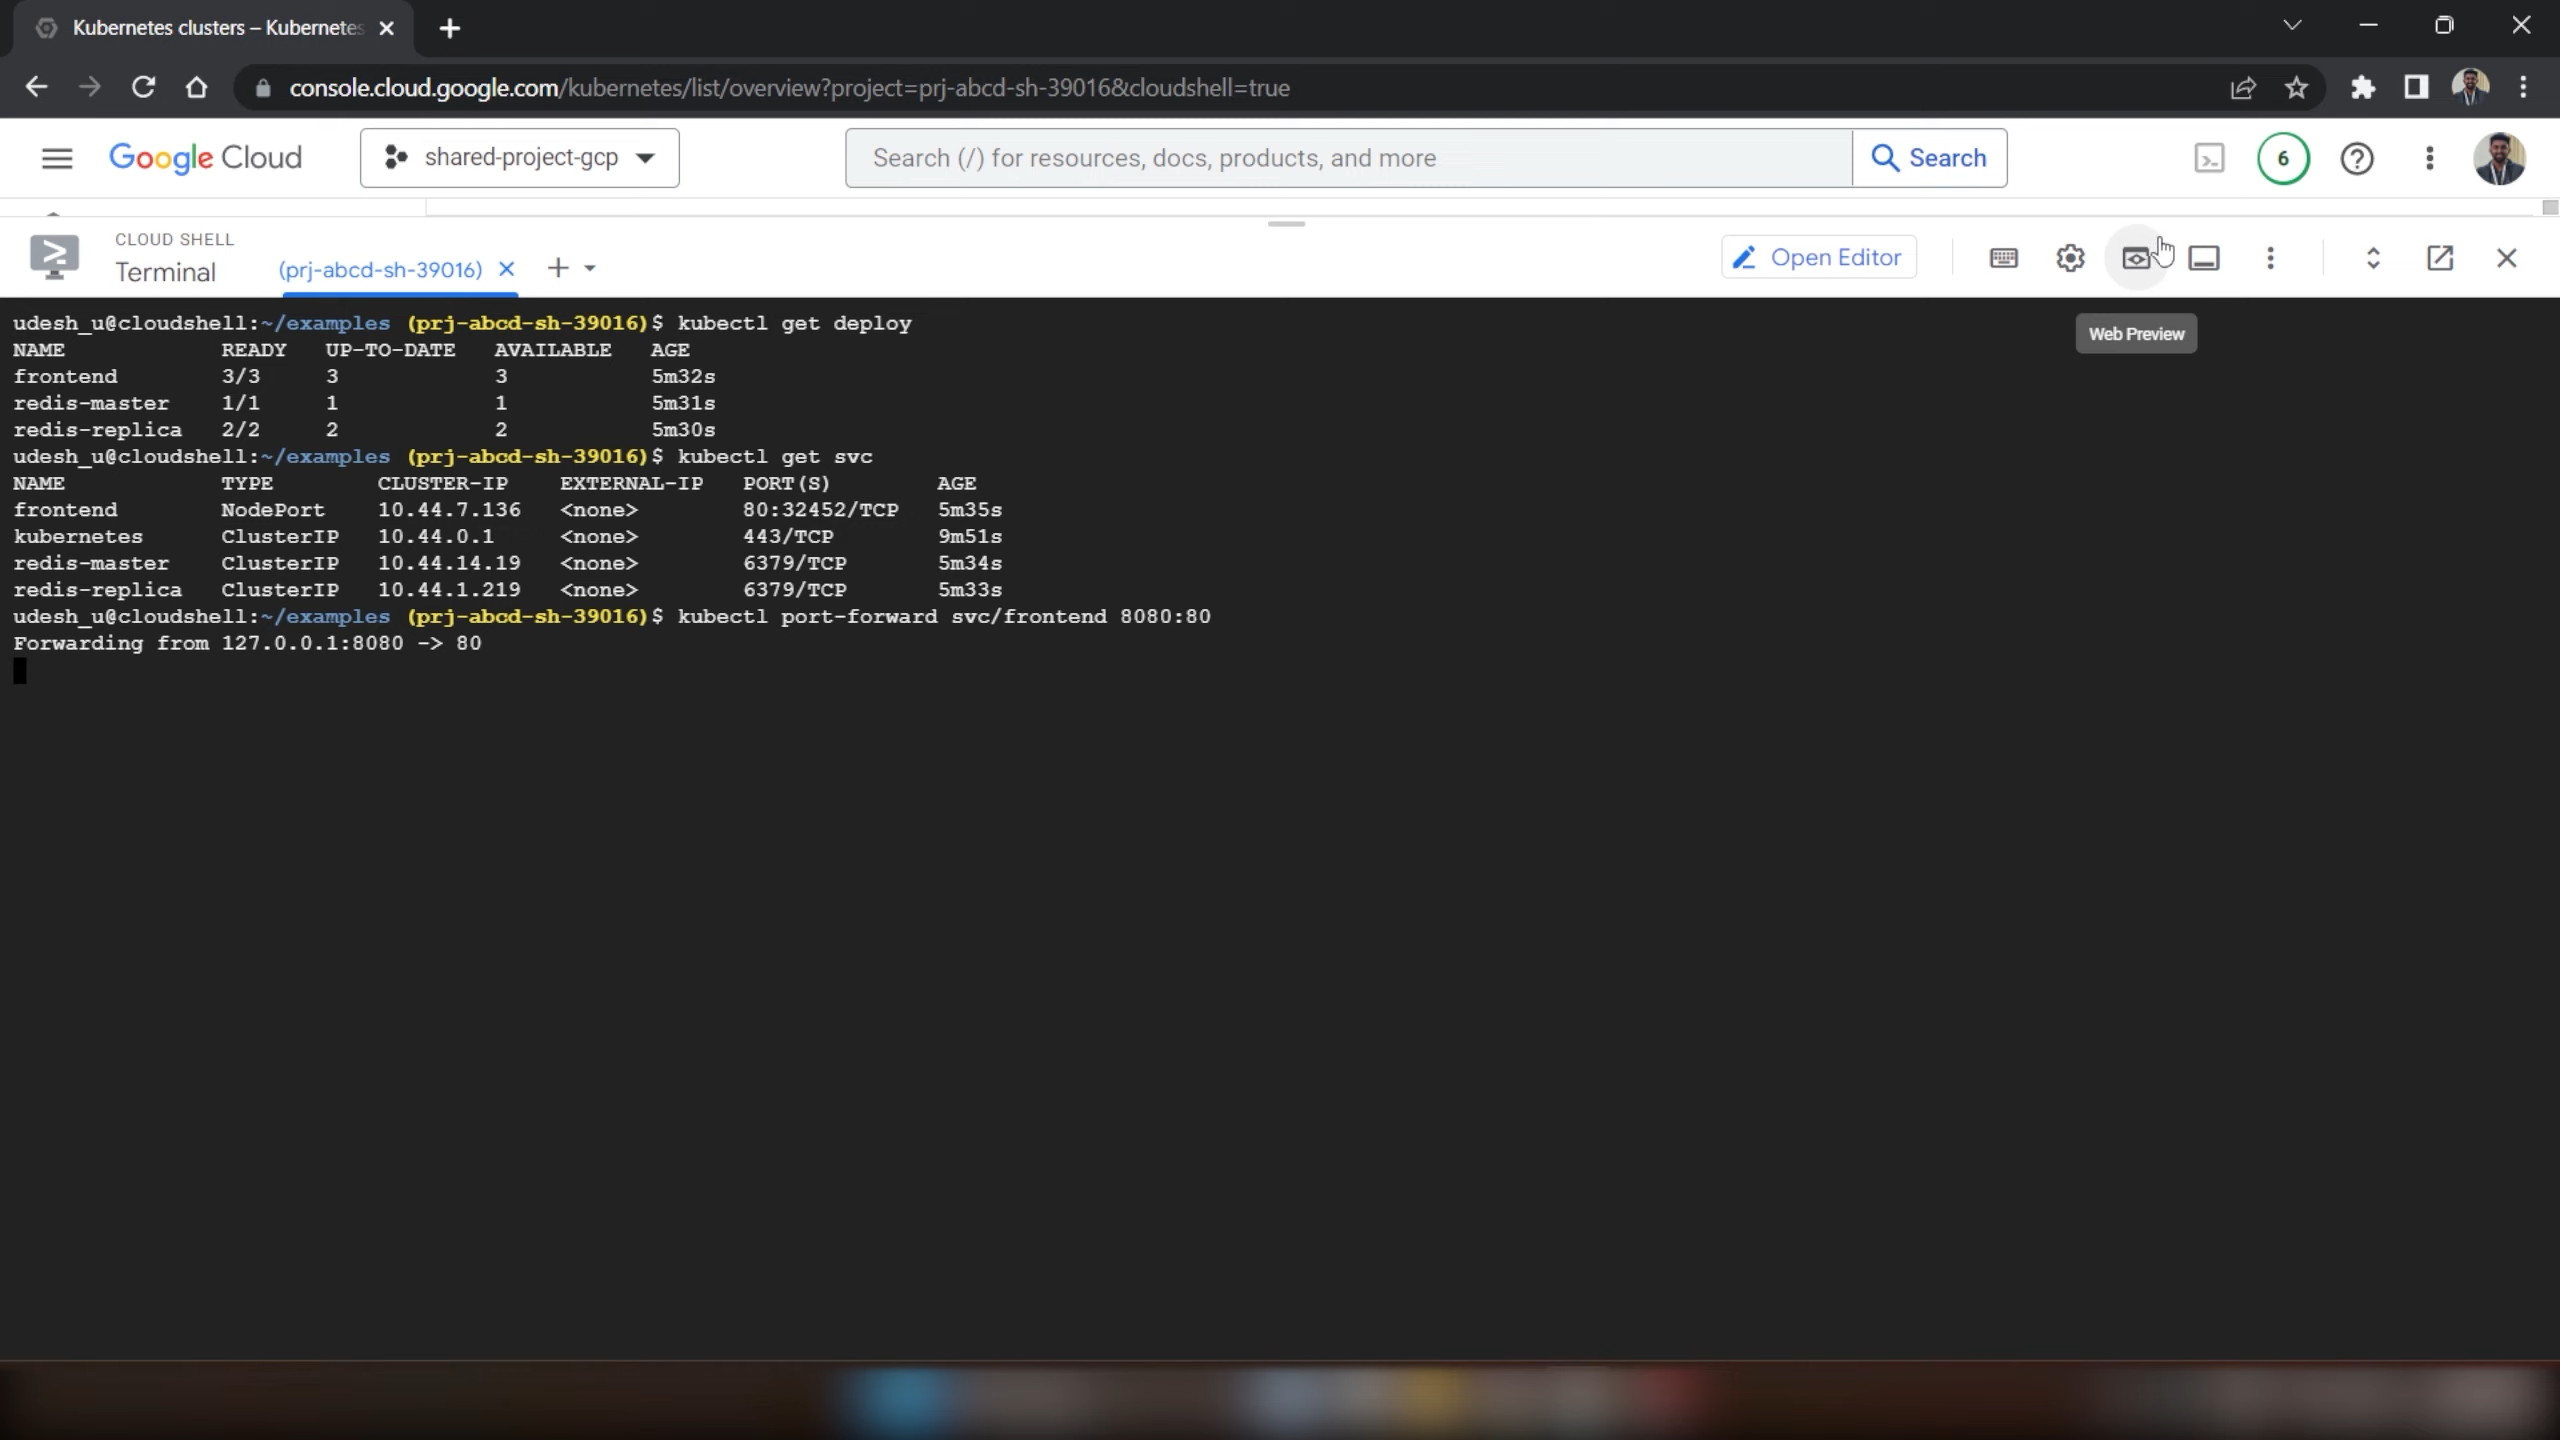 Kubernetes clusters – Kubernetes
console.cloud.google.com/kubernetes/list/overview?project=prj-abcd-sh-39016&cloudshell=true
Google Cloud
shared-project-gcp
Search (/) for resources, docs, products, and more
Search
6
CLOUD SHELL
Terminal
(prj-abcd-sh-39016)
Open Editor
Web Preview
udesh_u@cloudshell:~/examples (prj-abcd-sh-39016)$ kubectl get deploy
NAME READY UP-TO-DATE AVAILABLE AGE
frontend 3/3 3 3 5m32s
redis-master 1/1 1 1 5m31s
redis-replica 2/2 2 2 5m30s
udesh_u@cloudshell:~/examples (prj-abcd-sh-39016)$ kubectl get svc
NAME TYPE CLUSTER-IP EXTERNAL-IP PORT(S) AGE
frontend NodePort 10.44.7.136 <none> 80:32452/TCP 5m35s
kubernetes ClusterIP 10.44.0.1 <none> 443/TCP 9m51s
redis-master ClusterIP 10.44.14.19 <none> 6379/TCP 5m34s
redis-replica ClusterIP 10.44.1.219 <none> 6379/TCP 5m33s
udesh_u@cloudshell:~/examples (prj-abcd-sh-39016)$ kubectl port-forward svc/frontend 8080:80
Forwarding from 127.0.0.1:8080 -> 80